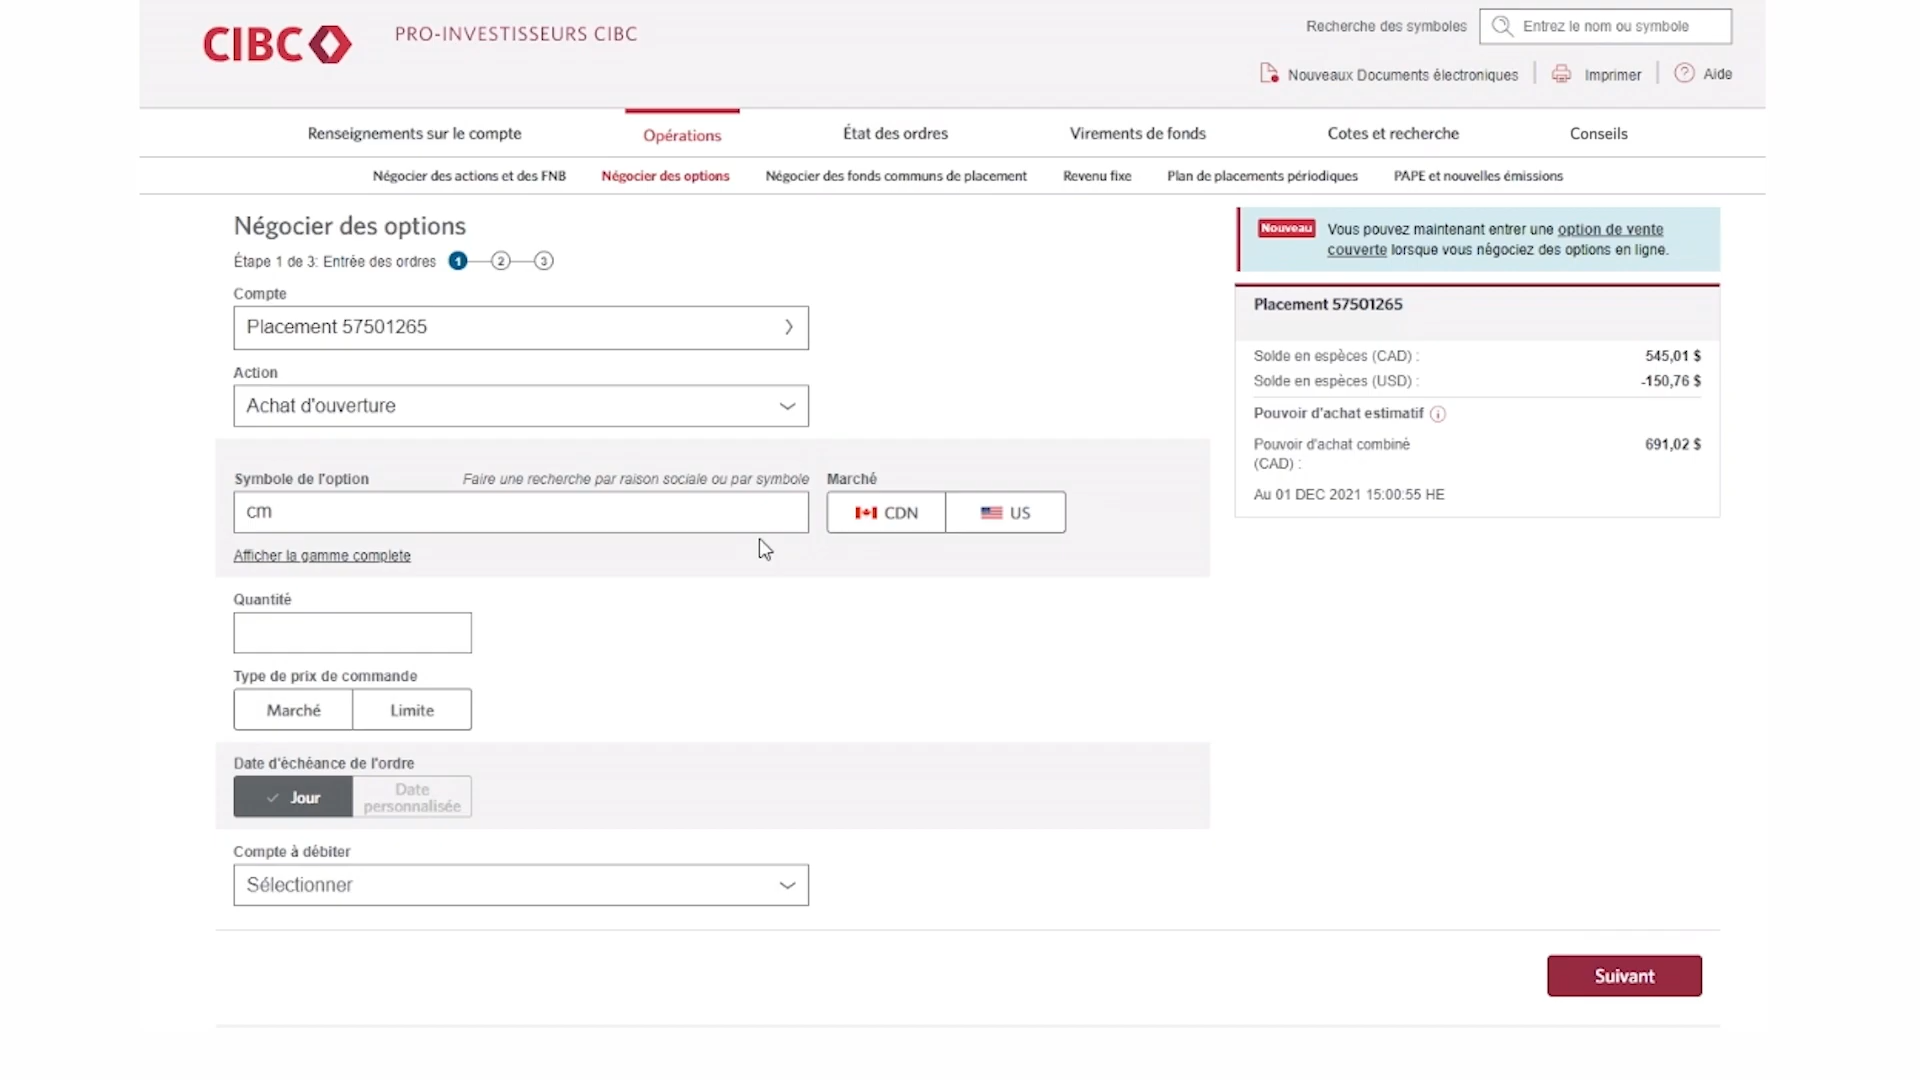 CIBC
PRO-INVESTISSEURS CIBC
Recherche des symboles
Entrez le nom ou symbole
Nouveaux Documents électroniques
Imprimer
Aide
Renseignements sur le compte
Opérations
État des ordres
Virements de fonds
Cotes et recherche
Conseils
Négocier des actions et des FNB
Négocier des options
Négocier des fonds communs de placement
Revenu fixe
Plan de placements périodiques
PAPE et nouvelles émissions
Négocier des options
Étape 1 de 3: Entrée des ordres 1 2 3
Compte
Placement 57501265
Action
Achat d'ouverture
Symbole de l'option
Faire une recherche par raison sociale ou par symbole
Marché
cm
CDN
US
Afficher la gamme complete
Quantité
Type de prix de commande
Marché
Limite
Date d'échéance de l'ordre
Jour
Date
personnalisée
Compte à débiter
Sélectionner
Suivant
Nouveau
Vous pouvez maintenant entrer une option de vente
couverte lorsque vous négociez des options en ligne.
Placement 57501265
Solde en espèces (CAD) : 545,01 $
Solde en espèces (USD) : -150,76 $
Pouvoir d'achat estimatif
Pouvoir d'achat combiné 691,02 $
(CAD) :
Au 01 DEC 2021 15:00:55 HE